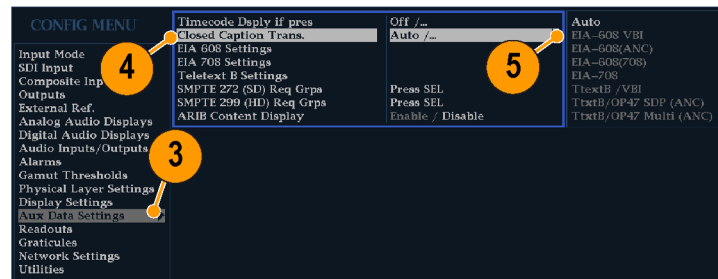 CONFIG MENU
Input Mode
SDI Input
Composite Inp
Outputs
External Ref.
Analog Audio Displays
Digital Audio Displays
Audio Inputs/Outputs
Alarms
Gamut Thresholds
Physical Layer Settings
Display Settings
Aux Data Settings
Readouts
Graticules
Network Settings
Utilities
Timecode Dsply if pres Off /...
Closed Caption Trans. Auto /...
EIA 608 Settings
EIA 708 Settings
Teletext B Settings
SMPTE 272 (SD) Req Grps Press SEL
SMPTE 299 (HD) Req Grps Press SEL
ARIB Content Display Enable / Disable
Auto
EIA-608 VBI
EIA-608(ANC)
EIA-608(708)
EIA-708
TtextB /VBI
TtxtB/OP47 SDP (ANC)
TtxtB/OP47 Multi (ANC)
4
5
3